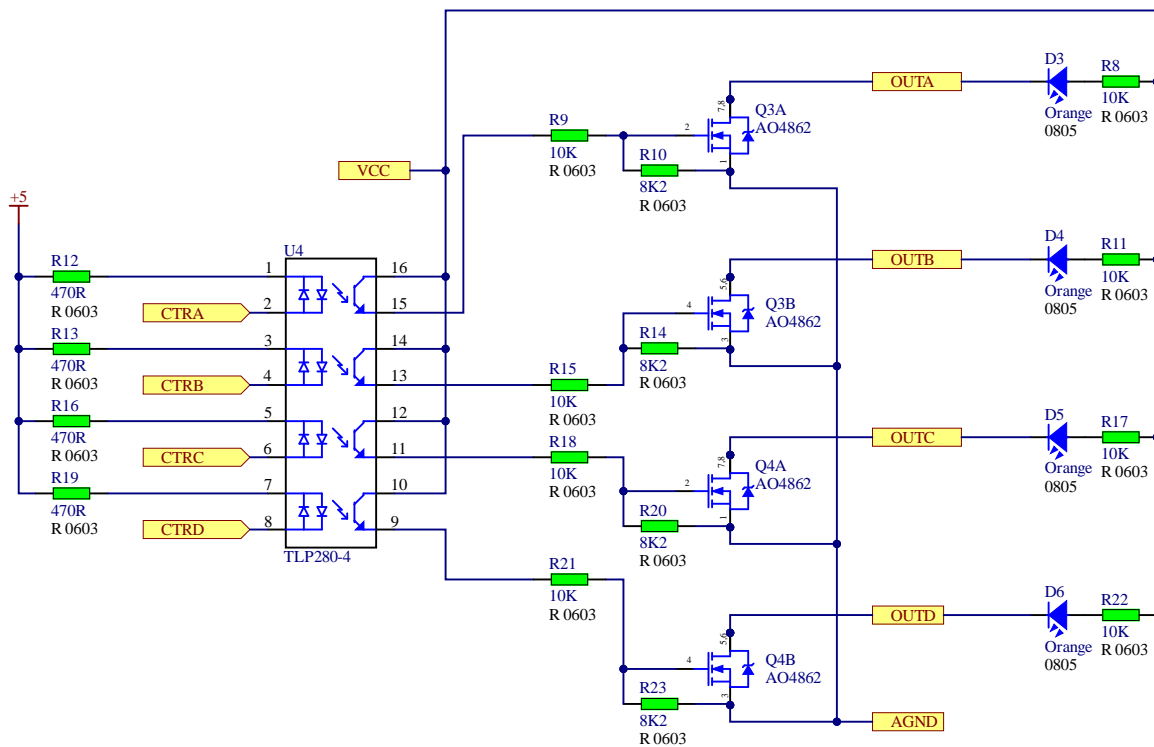 D3
R8
OUTA
7,8
Q3A
AO4862
10K
R 0603
Orange
0805
R9
2
10K
R 0603
R10
1
8K2
R 0603
VCC
+5
D4
R11
OUTB
5,6
Q3B
AO4862
10K
R 0603
Orange
0805
4
R14
3
8K2
R 0603
U4
R12
1
16
470R
R 0603
CTRA
2
15
R13
3
14
470R
R 0603
CTRB
4
13
R15
10K
R 0603
R16
5
12
470R
R 0603
CTRC
6
11
R18
10K
R 0603
R19
7
10
470R
R 0603
CTRD
8
9
TLP280-4
D5
R17
OUTC
7,8
Q4A
AO4862
10K
R 0603
Orange
0805
2
R20
1
8K2
R 0603
R21
10K
R 0603
D6
R22
OUTD
5,6
Q4B
AO4862
10K
R 0603
Orange
0805
4
R23
3
8K2
R 0603
AGND